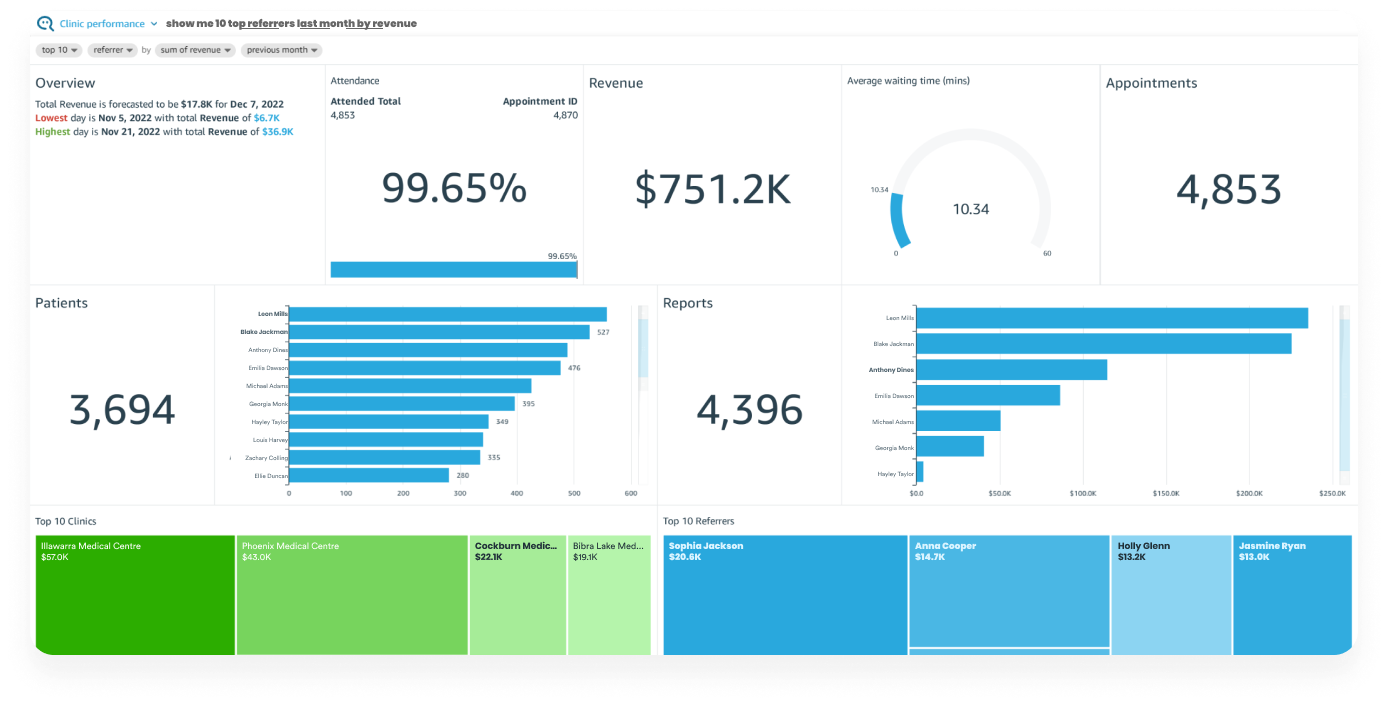 Clinic performance show me 10 top referrers last month by revenue
top 10 referrer by sum of revenue previous month
Overview
Total Revenue is forecasted to be $17.8K for Dec 7, 2022
Lowest day is Nov 5, 2022 with total Revenue of $6.7K
Highest day is Nov 21, 2022 with total Revenue of $36.9K
Attendance
Attended Total Appointment ID
4,853 4,870
99.65%
99.65%
Revenue
$751.2K
Average waiting time (mins)
10.34
10.34
0 60
Appointments
4,853
Patients
3,694
Leon Mills
Blake Jackman 527
Anthony Dinos
Emilia Dawson 476
Michael Adams
Georgia Monk 395
Hayley Taylor 349
Louis Harvey
Zachary Colling 335
Ellie Duncan 280
0 100 200 300 400 500 600
Reports
4,396
Leon Mills
Blake Jackman
Anthony Dinos
Emilia Dawson
Michael Adams
Georgia Monk
Hayley Taylor
$0.0 $50.0K $100.0K $150.0K $200.0K $250.0K
Top 10 Clinics
Illawarra Medical Centre
$57.0K
Phoenix Medical Centre
$43.0K
Cockburn Medic...
$22.1K
Bibra Lake Med...
$19.1K
Top 10 Referrers
Sophia Jackson
$20.6K
Anna Cooper
$14.7K
Holly Glenn
$13.2K
Jasmine Ryan
$13.0K